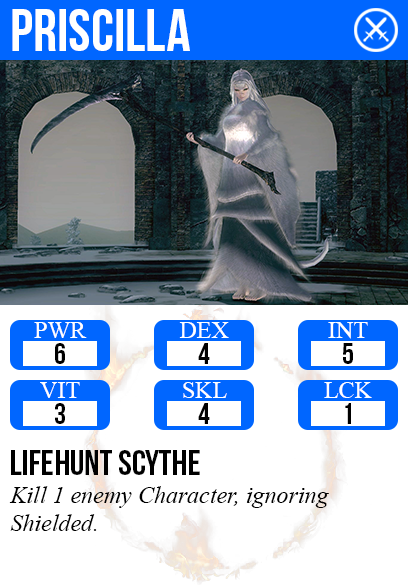 PRISCILLA
PWR DEX INT
6 4 5
VIT SKL LCK
3 4 1
LIFEHUNT SCYTHE
Kill 1 enemy Character, ignoring
Shielded.